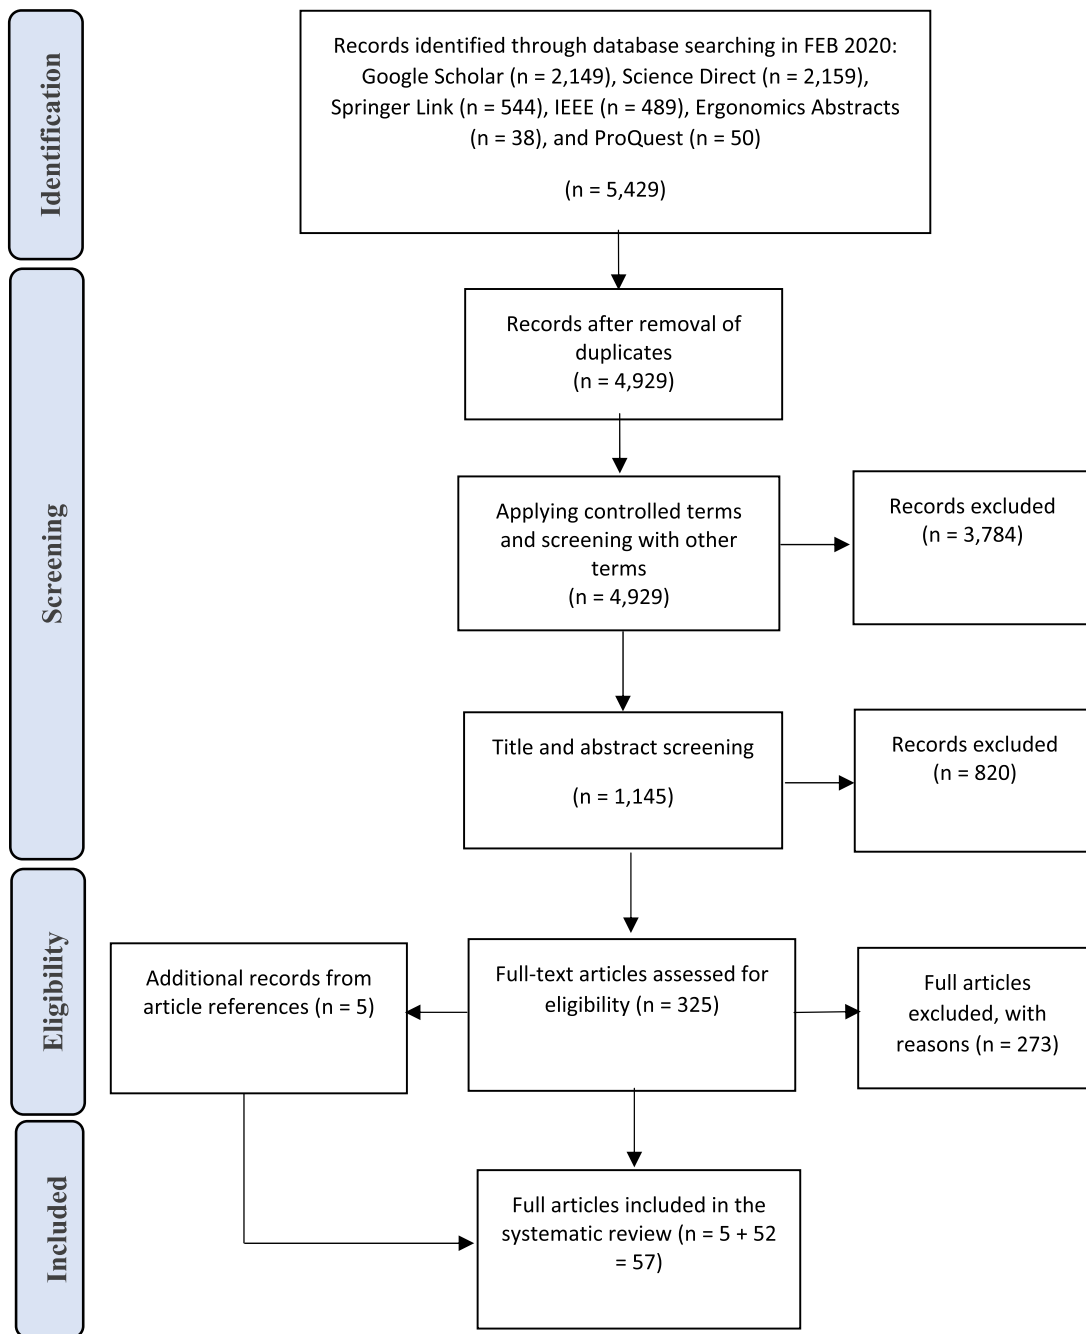 Identification
Records identified through database searching in FEB 2020:
Google Scholar (n = 2,149), Science Direct (n = 2,159),
Springer Link (n = 544), IEEE (n = 489), Ergonomics Abstracts
(n = 38), and ProQuest (n = 50)
(n = 5,429)
Screening
Records after removal of
duplicates
(n = 4,929)
Applying controlled terms
and screening with other
terms
(n = 4,929)
Records excluded
(n = 3,784)
Title and abstract screening
(n = 1,145)
Records excluded
(n = 820)
Eligibility
Additional records from
article references (n = 5)
Full-text articles assessed for
eligibility (n = 325)
Full articles
excluded, with
reasons (n = 273)
Included
Full articles included in the
systematic review (n = 5 + 52
= 57)